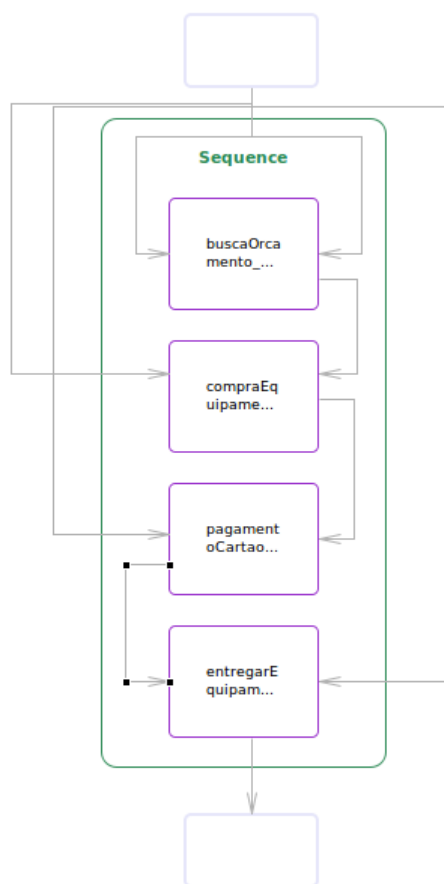 Sequence
buscaOrca
mento_...
compraEq
uipame...
pagament
oCartao...
entregarE
quipam...